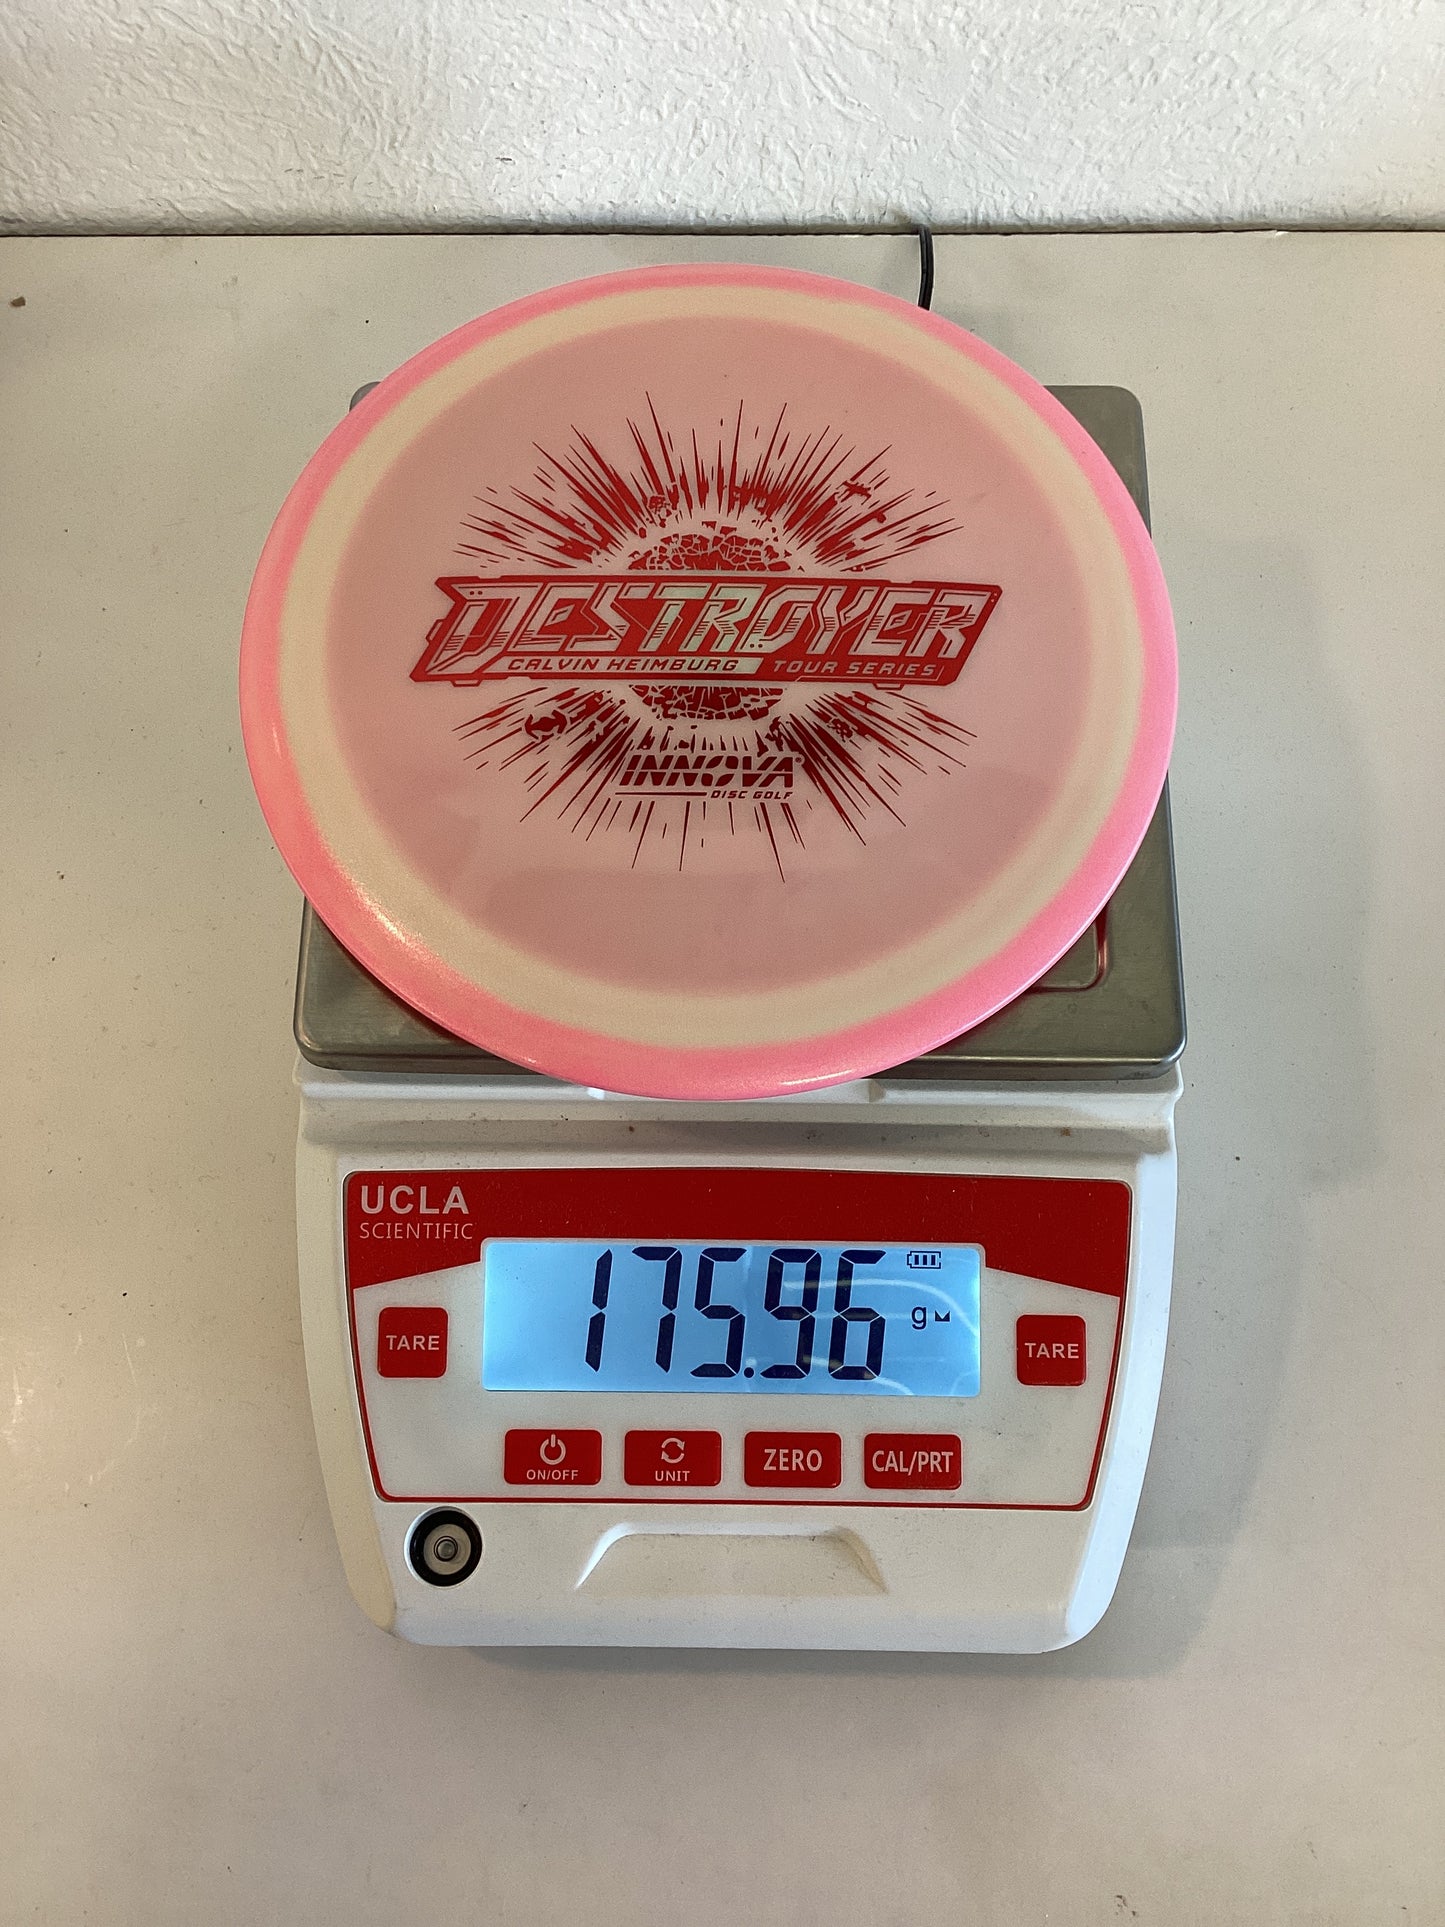 DESTROYER
CALVIN HEIMBURG TOUR SERIES
INNOVA®
DISC GOLF
UCLA
SCIENTIFIC
175.96
g
TARE
TARE
ON/OFF
UNIT
ZERO
CAL/PRT